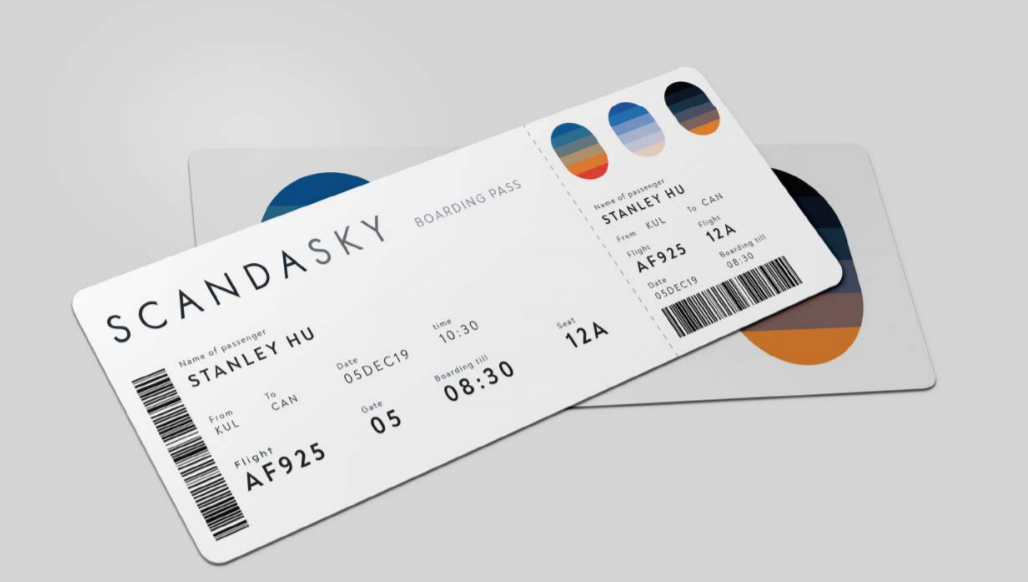 SCANDASKY
BOARDING PASS
Name of passenger
STANLEY HU
From
KUL
To
CAN
Date
05DEC19
time
10:30
Flight
AF925
Gate
05
Boarding till
08:30
Seat
12A
Name of passenger
STANLEY HU
From KUL To CAN
Flight
AF925
Flight
12A
Date
05DEC19
Boarding till
08:30